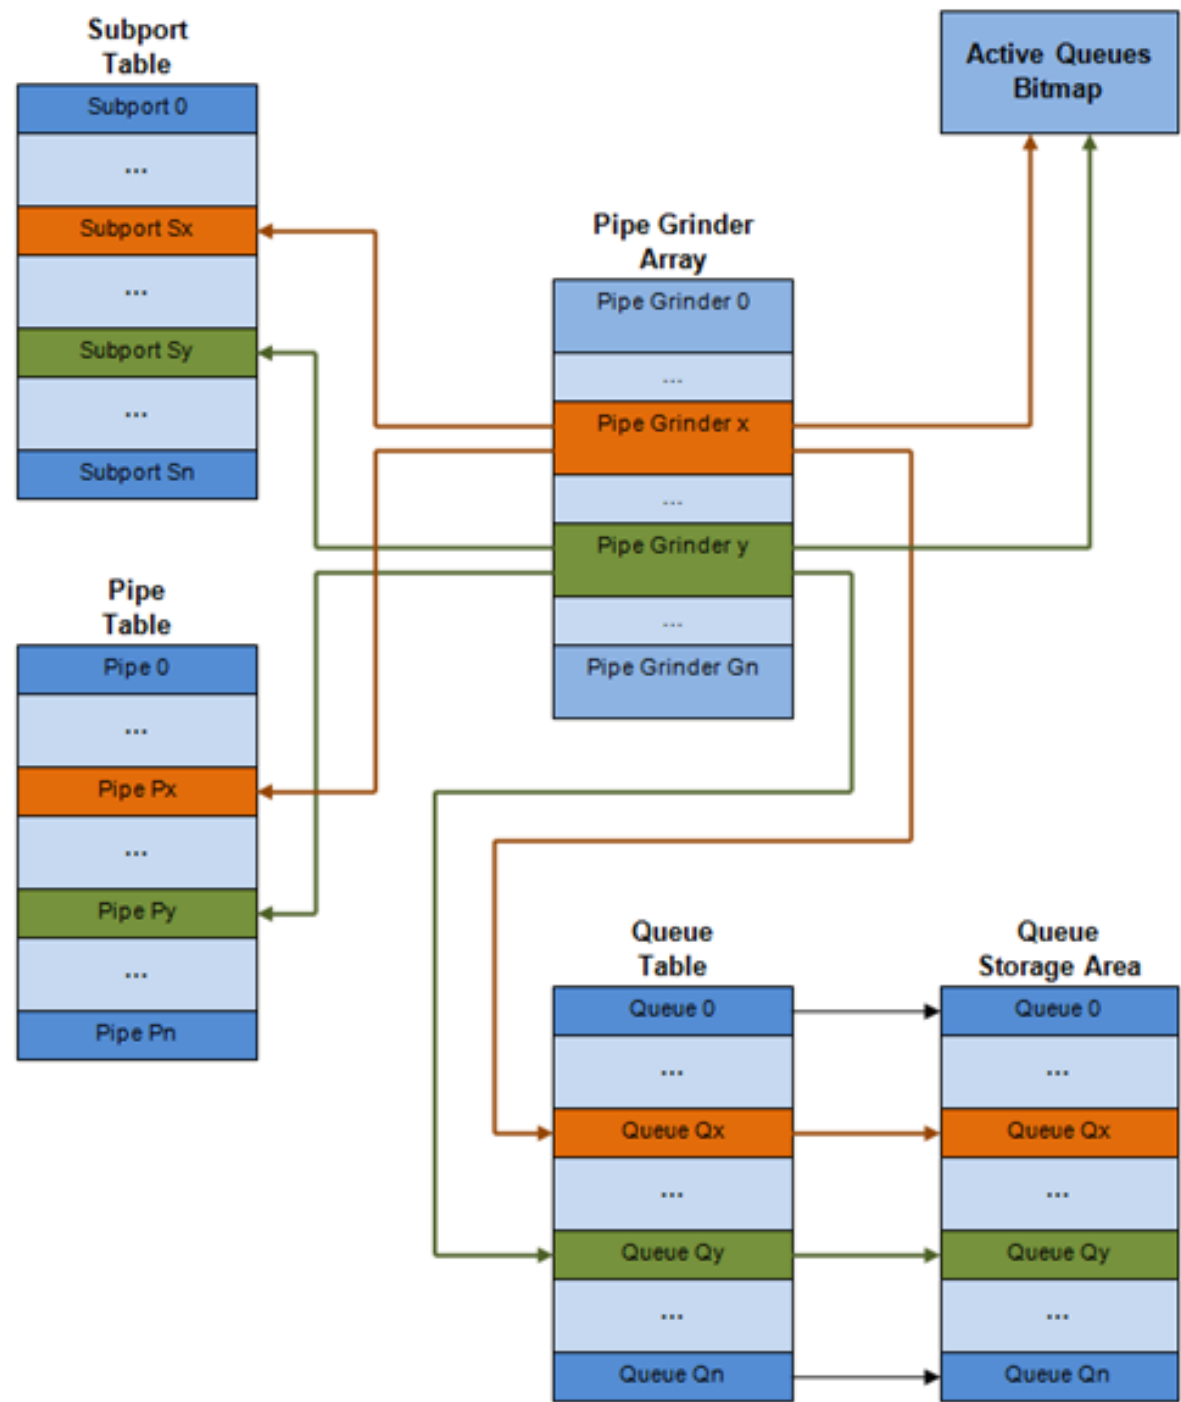 Subport
Table
Subport 0
...
Subport Sx
...
Subport Sy
...
Subport Sn
Active Queues
Bitmap
Pipe Grinder
Array
Pipe Grinder 0
...
Pipe Grinder x
...
Pipe Grinder y
...
Pipe Grinder Gn
Pipe
Table
Pipe 0
...
Pipe Px
...
Pipe Py
...
Pipe Pn
Queue
Table
Queue 0
...
Queue Qx
...
Queue Qy
...
Queue Qn
Queue
Storage Area
Queue 0
...
Queue Qx
...
Queue Qy
...
Queue Qn